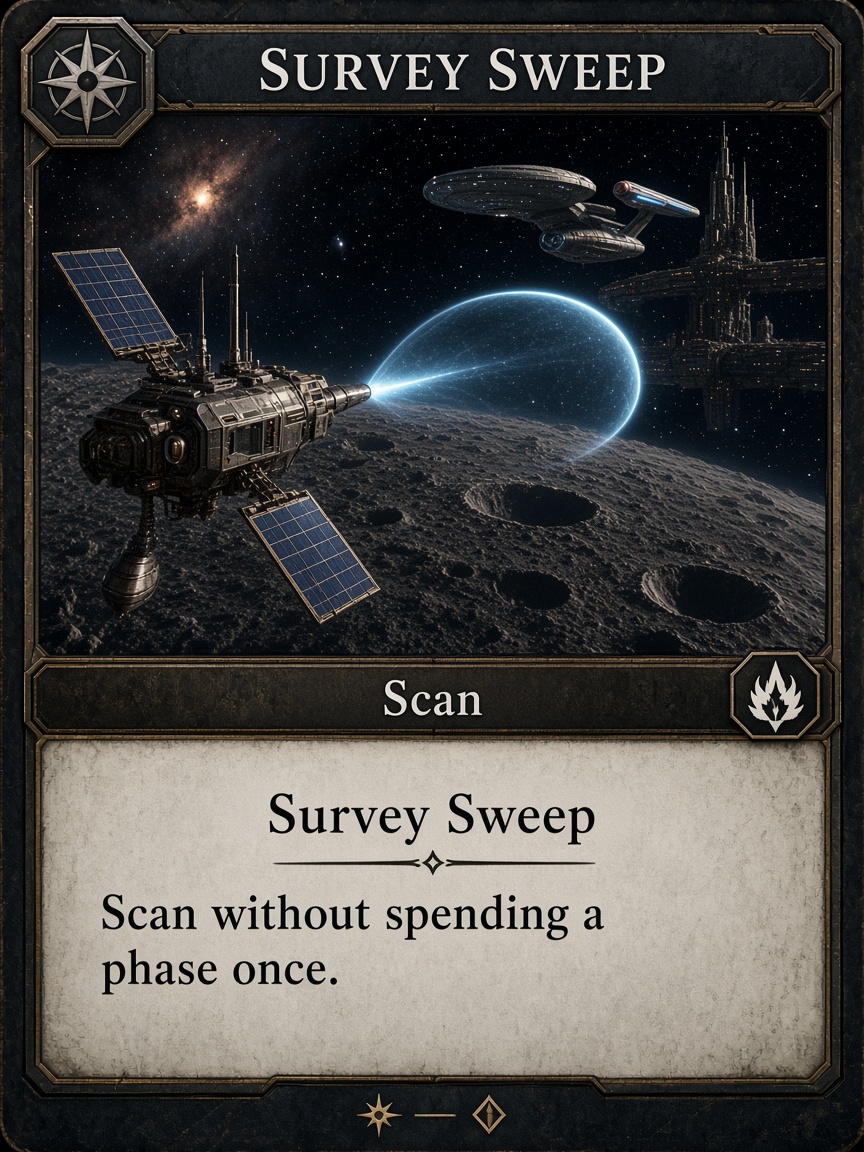 SURVEY SWEEP
Scan
Survey Sweep
Scan without spending a
phase once.